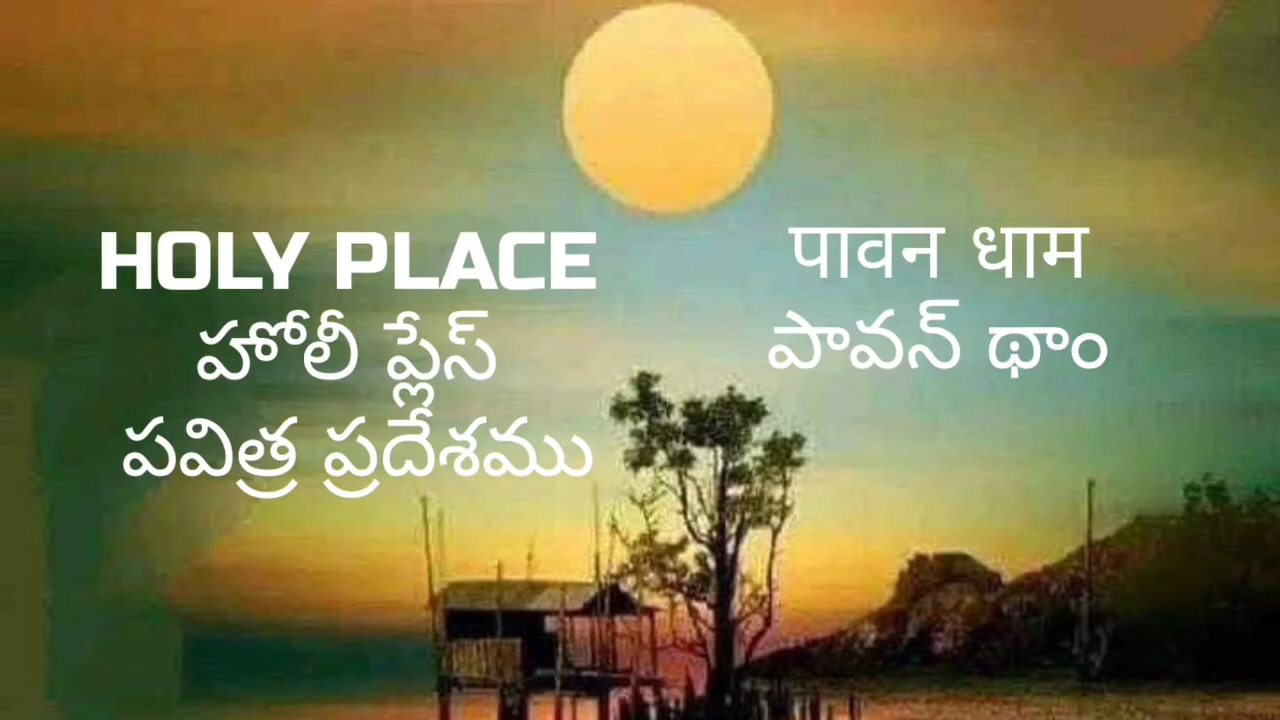 HOLY PLACE
హోలీ ప్లేస్
పవిత్ర ప్రదేశము
पावन धाम
పావన్ థాం